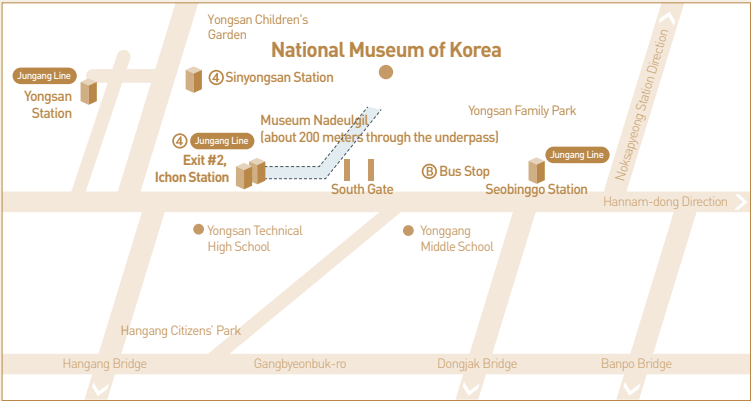 Yongsan Children's
Garden
National Museum of Korea
Noksapyeong Station Direction
Jungang Line
Yongsan
Station
④ Sinyongsan Station
Museum Nadeulgil
(about 200 meters through the underpass)
Yongsan Family Park
④ Jungang Line
Exit #2,
Ichon Station
South Gate
Ⓑ Bus Stop
Jungang Line
Seobinggo Station
Hannam-dong Direction
Yongsan Technical
High School
Yonggang
Middle School
Hangang Citizens' Park
Hangang Bridge
Gangbyeonbuk-ro
Dongjak Bridge
Banpo Bridge